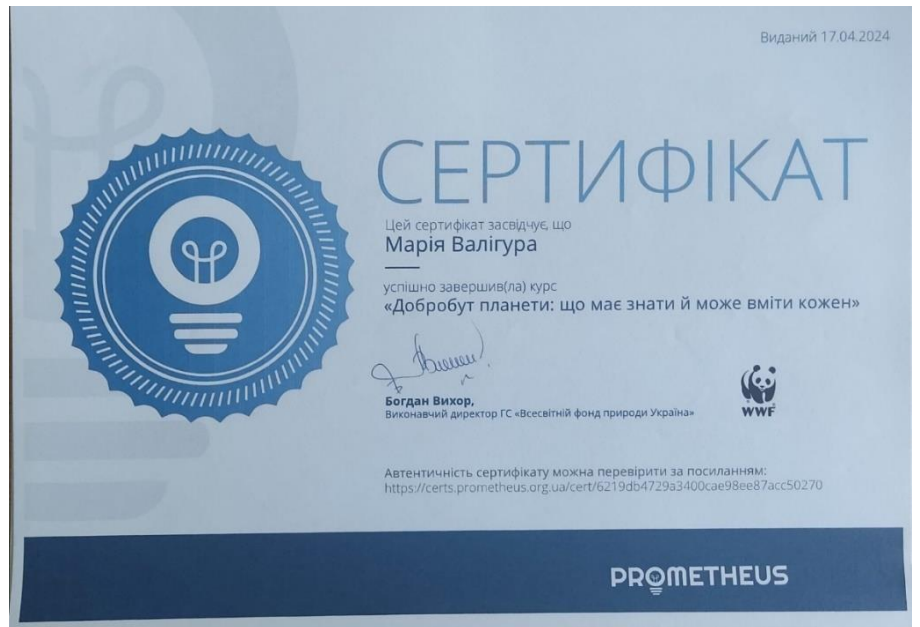 Виданий 17.04.2024
СЕРТИФІКАТ
Цей сертифікат засвідчує, що
Марія Валігура
успішно завершив(ла) курс
«Добробут планети: що має знати й може вміти кожен»
Богдан Вихор,
Виконавчий директор ГС «Всесвітній фонд природи Україна»
WWF
Автентичність сертифікату можна перевірити за посиланням:
https://certs.prometheus.org.ua/cert/6219db4729a3400cae98ee87acc50270
PROMETHEUS